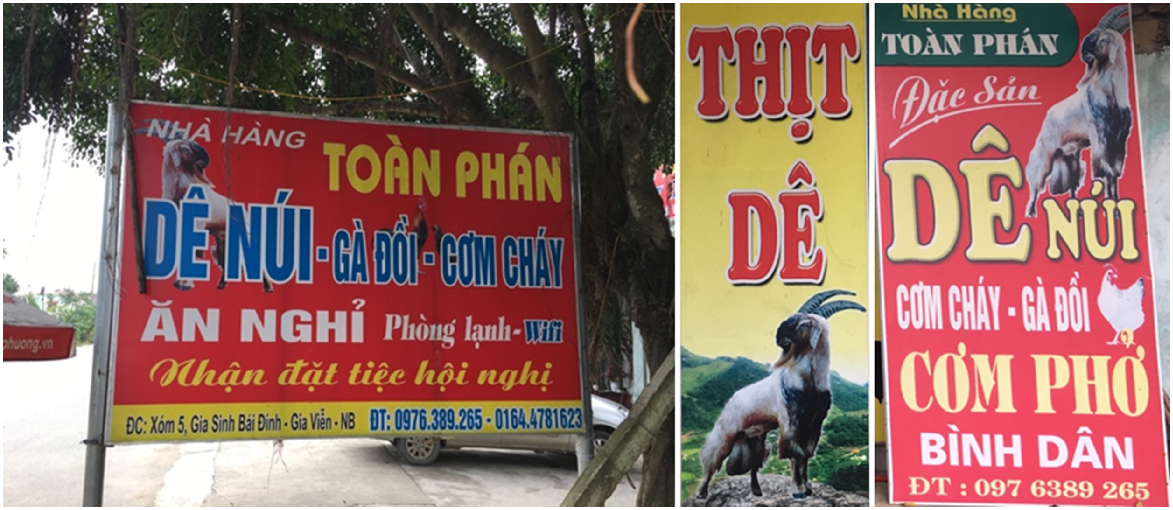 NHÀ HÀNG
TOÀN PHÁN
DÊ NÚI - GÀ ĐỒI - CƠM CHÁY
ĂN NGHỈ Phòng lạnh - Wifi
Nhận đặt tiệc hội nghị
ĐC: Xóm 5, Gia Sinh Bái Đính - Gia Viễn - NB ĐT: 0976.389.265 - 0164.4781623
phuong.vn
THỊT
DÊ
Nhà Hàng
TOÀN PHÁN
Đặc Sản
DÊ NÚI
CƠM CHÁY - GÀ ĐỒI
CƠM PHỞ
BÌNH DÂN
ĐT : 097 6389 265